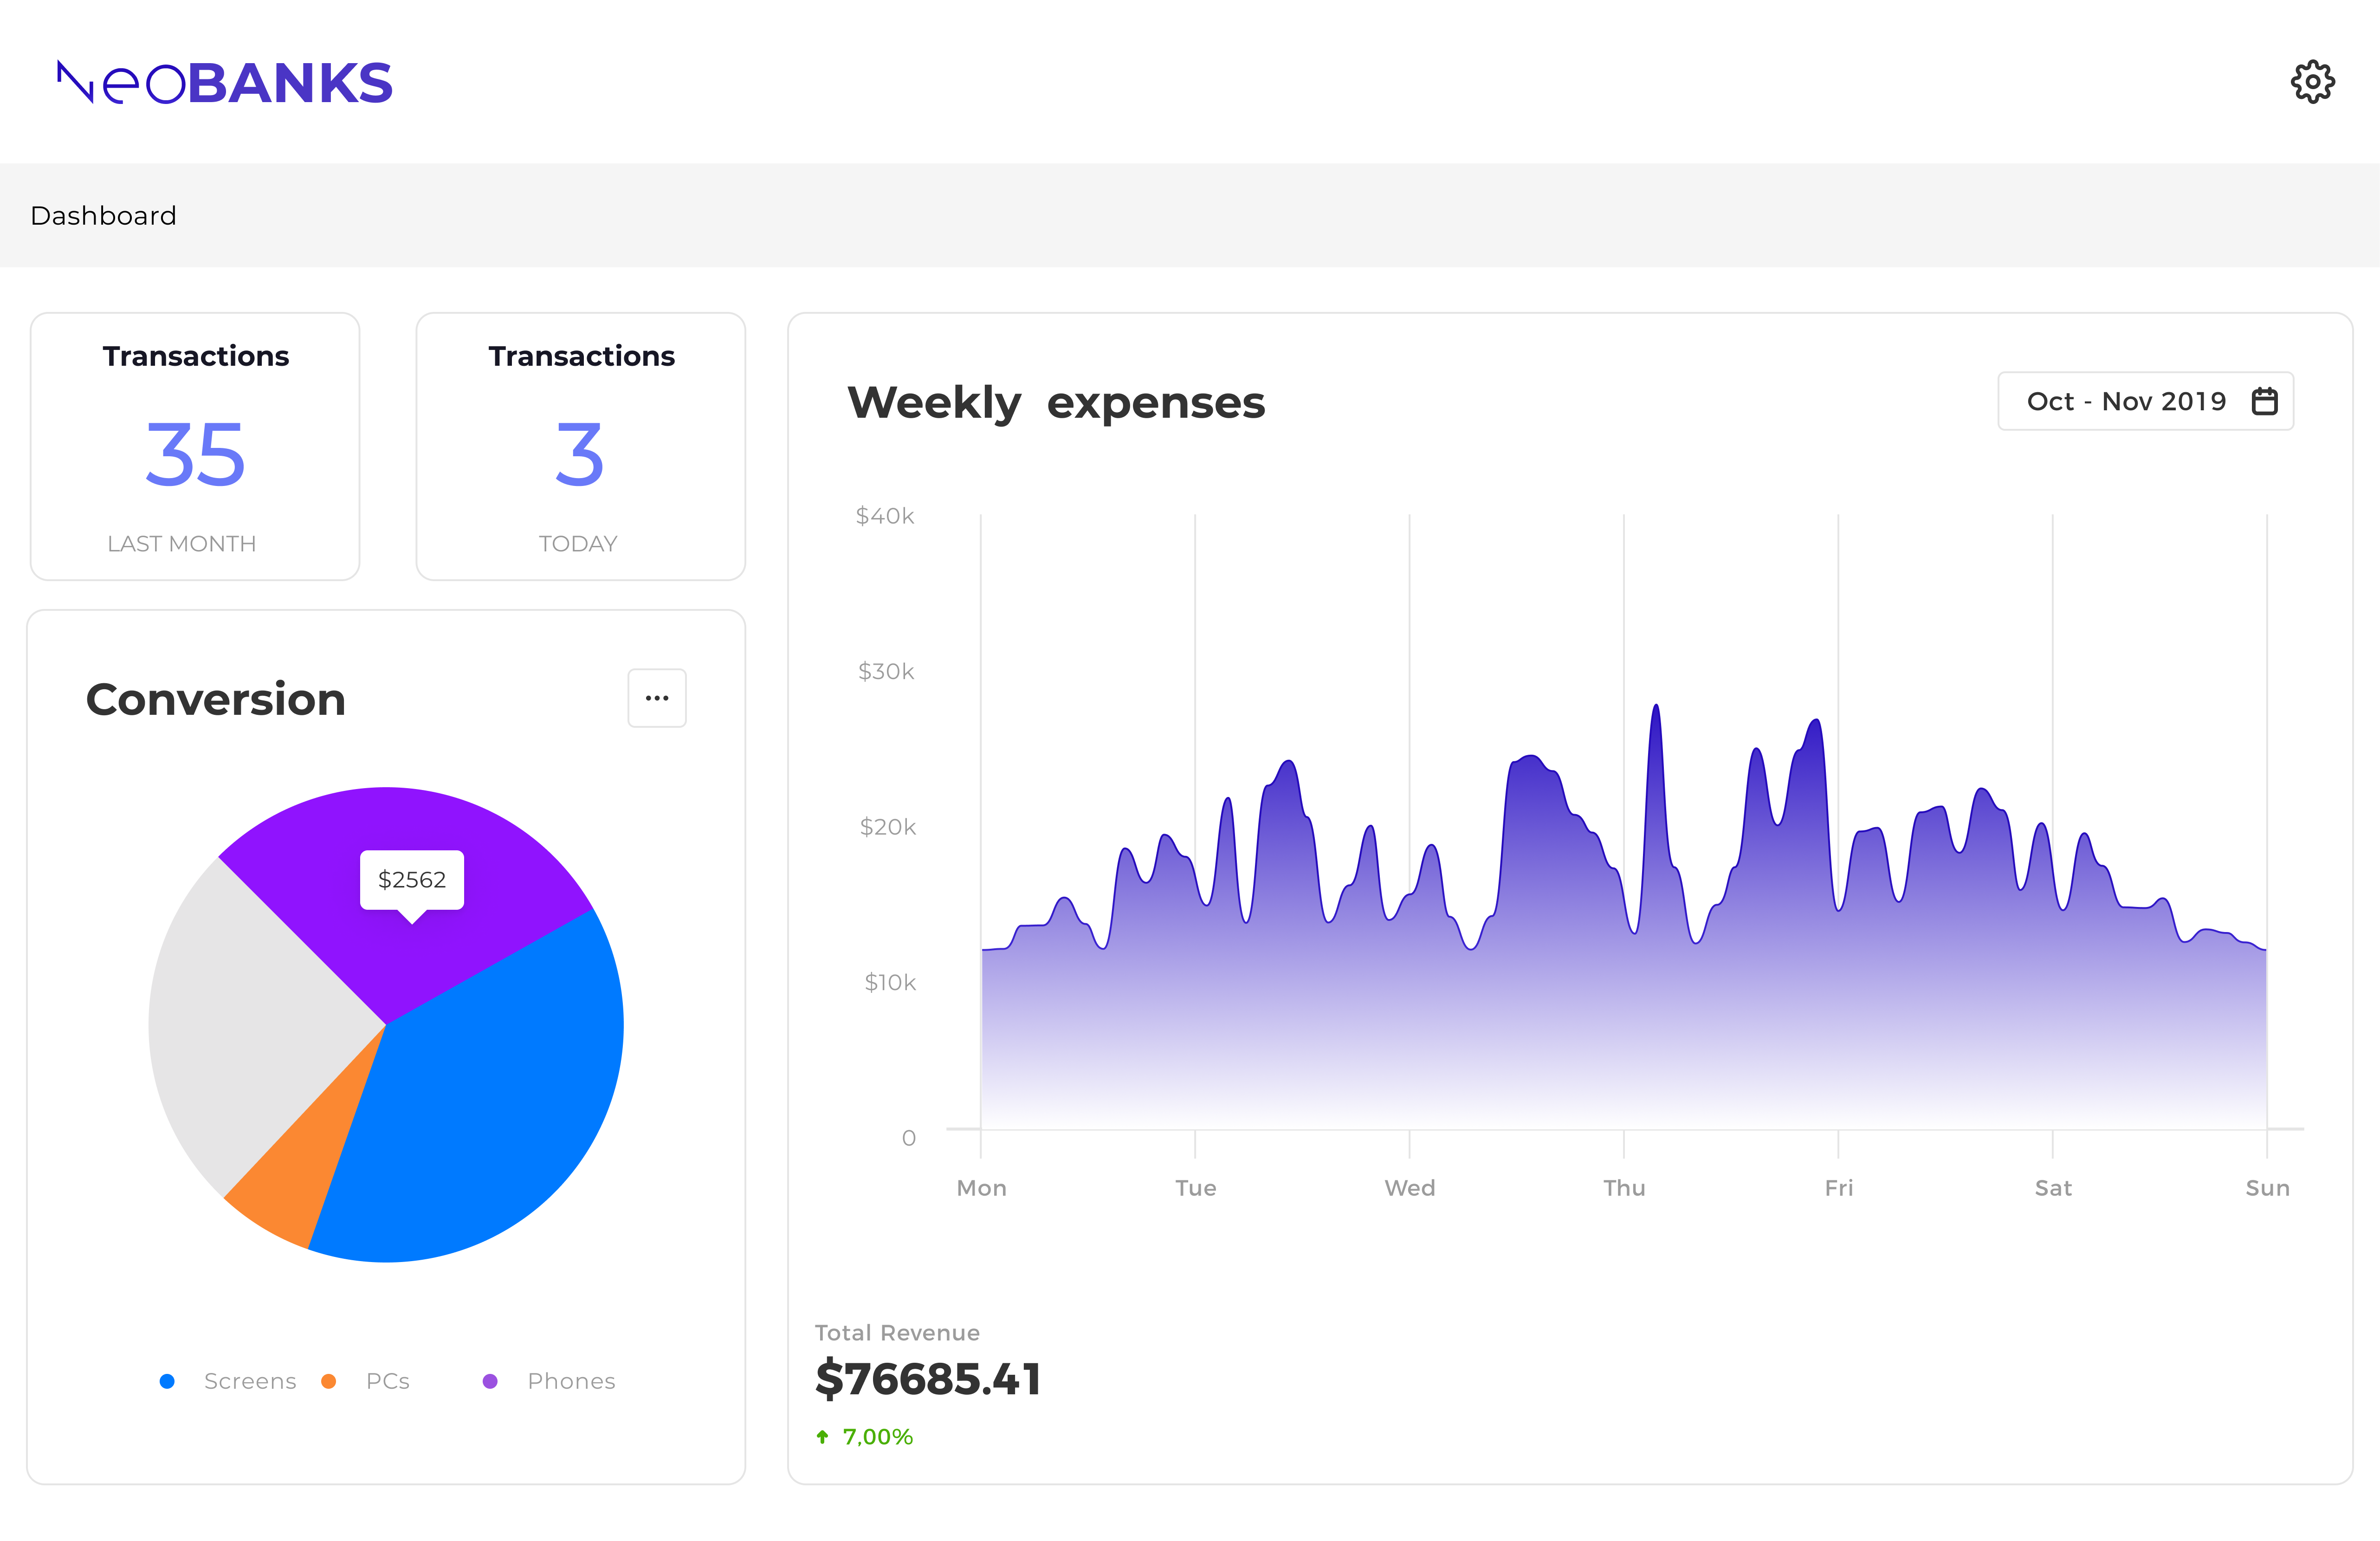 NeoBANKS
Dashboard
Transactions
35
LAST MONTH
Transactions
3
TODAY
Conversion
...
$2562
Screens
PCs
Phones
Weekly expenses
Oct - Nov 2019
$40k
$30k
$20k
$10k
0
Mon Tue Wed Thu Fri Sat Sun
Total Revenue
$76685.41
7,00%